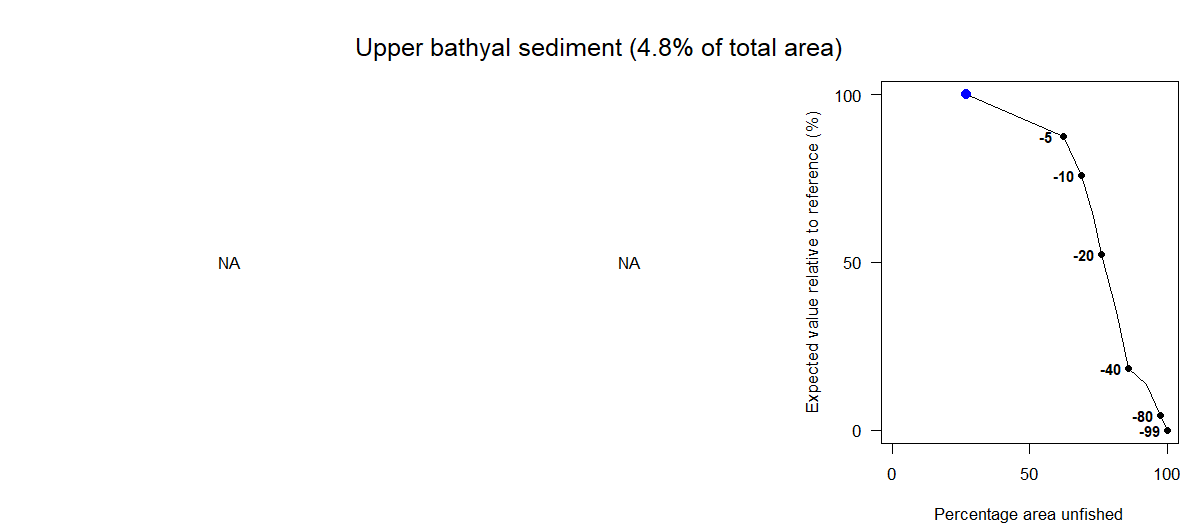 Upper bathyal sediment (4.8% of total area)
NA
NA
Expected value relative to reference (%)
100
50
0
-5
-10
-20
-40
-80
-99
0 50 100
Percentage area unfished